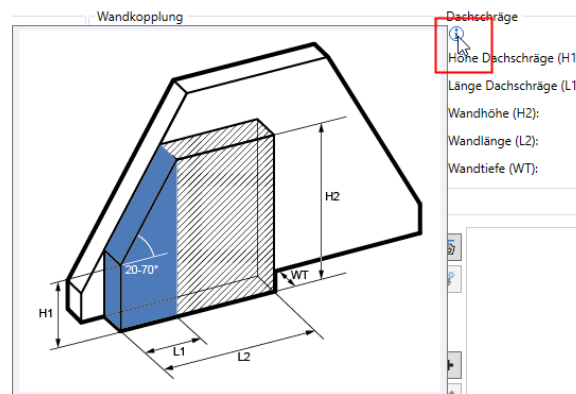 Wandkopplung
Dachschräge
Höhe Dachschräge (H1
Länge Dachschräge (L1
Wandhöhe (H2):
Wandlänge (L2):
Wandtiefe (WT):
H2
20-70°
WT
H1
L1
L2